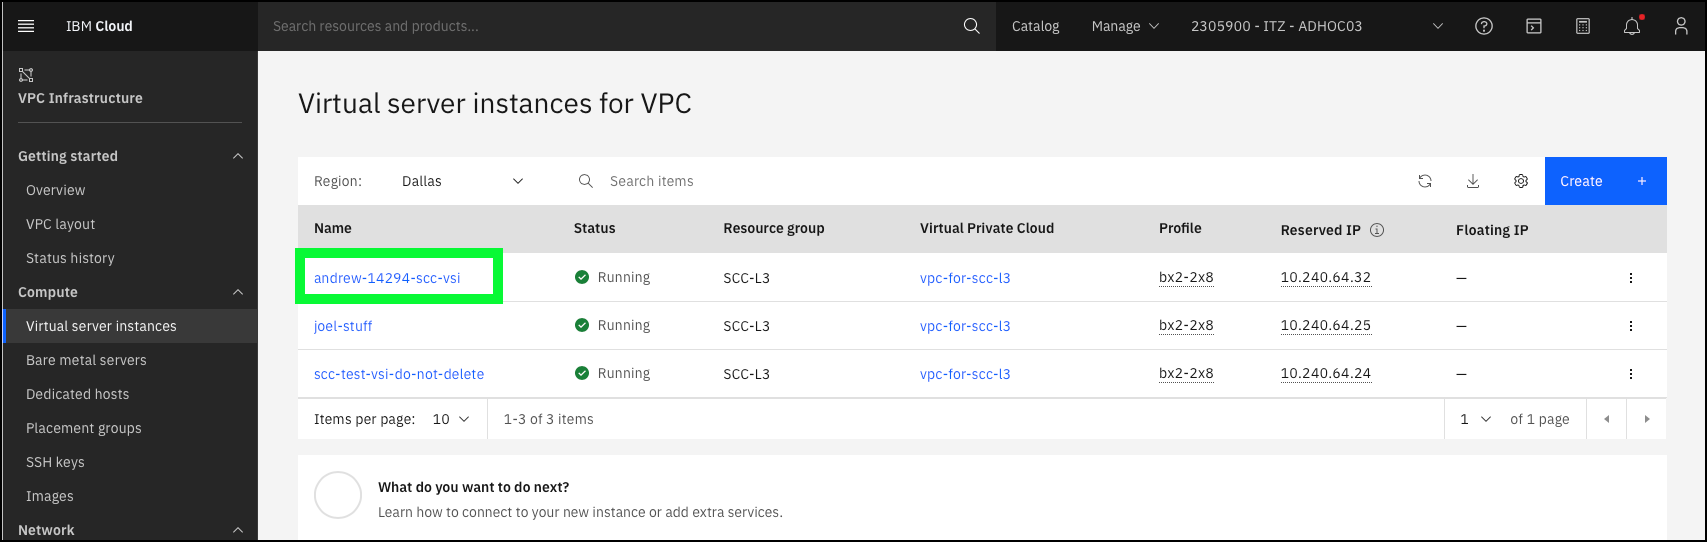 IBM Cloud
Search resources and products...
Catalog
Manage
2305900 - ITZ - ADHOC03
VPC Infrastructure
Getting started
Overview
VPC layout
Status history
Compute
Virtual server instances
Bare metal servers
Dedicated hosts
Placement groups
SSH keys
Images
Network
Virtual server instances for VPC
Region: Dallas
Search items
Create +
Name Status Resource group Virtual Private Cloud Profile Reserved IP Floating IP
andrew-14294-scc-vsi Running SCC-L3 vpc-for-scc-l3 bx2-2x8 10.240.64.32 –
joel-stuff Running SCC-L3 vpc-for-scc-l3 bx2-2x8 10.240.64.25 –
scc-test-vsi-do-not-delete Running SCC-L3 vpc-for-scc-l3 bx2-2x8 10.240.64.24 –
Items per page: 10 1-3 of 3 items 1 of 1 page
What do you want to do next?
Learn how to connect to your new instance or add extra services.